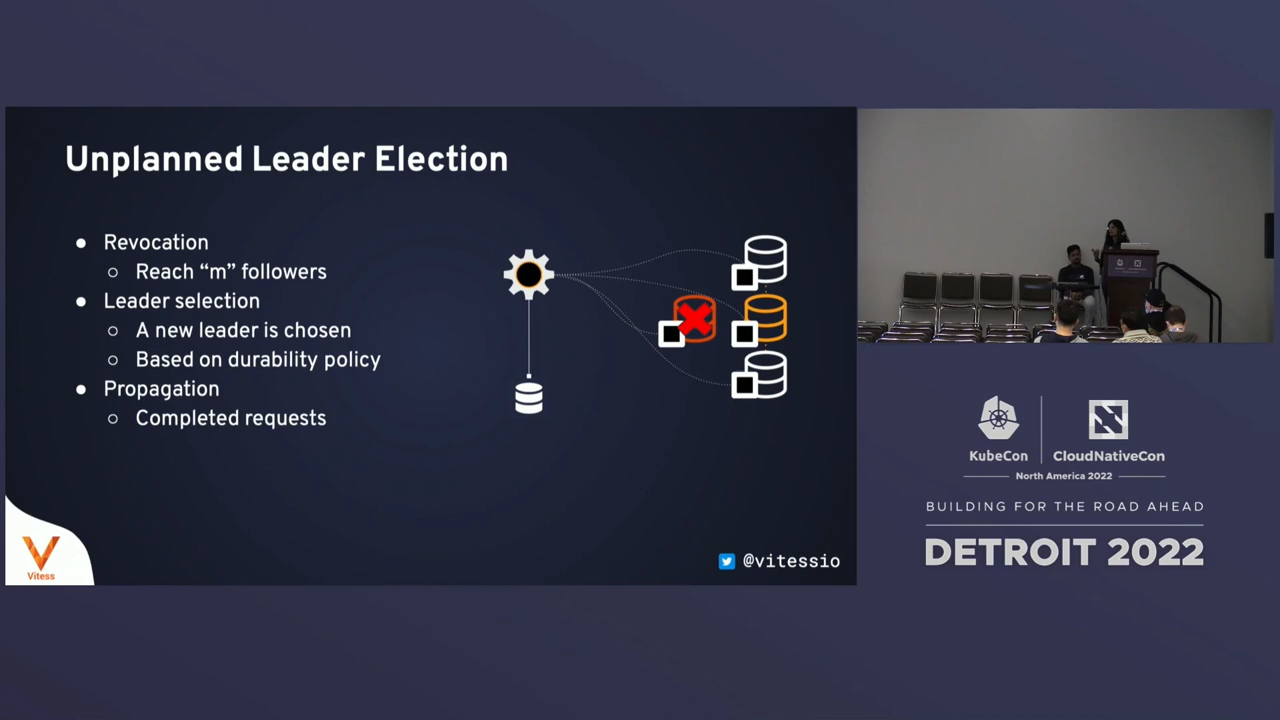 Unplanned Leader Election
● Revocation
○ Reach “m” followers
● Leader selection
○ A new leader is chosen
○ Based on durability policy
● Propagation
○ Completed requests
Vitess
@vitessio
KubeCon
CloudNativeCon
North America 2022
BUILDING FOR THE ROAD AHEAD
DETROIT 2022